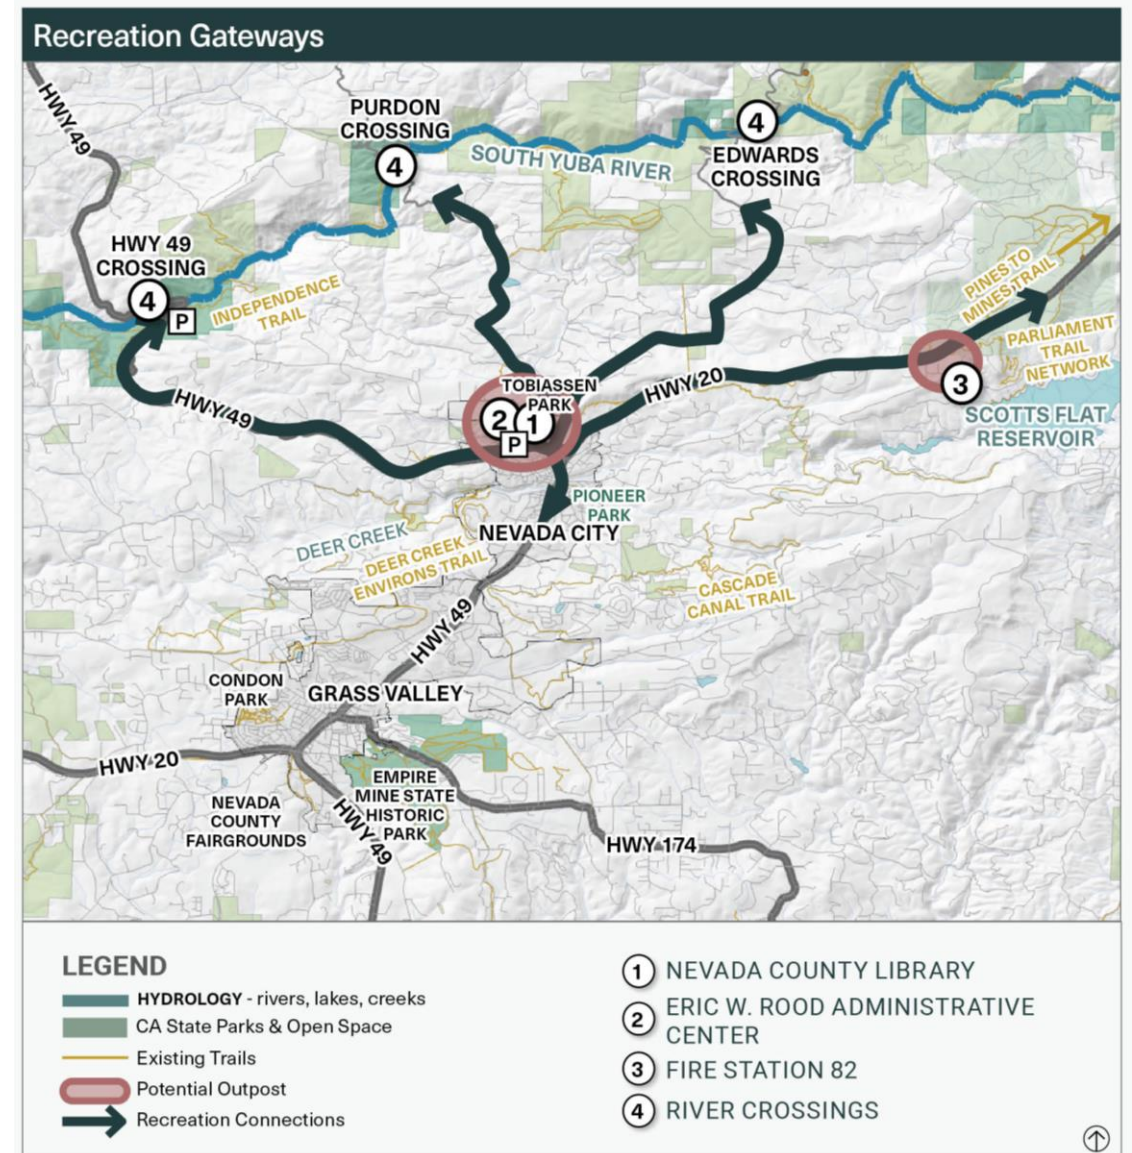 Recreation Gateways
HWY 49
PURDON
CROSSING
4
SOUTH YUBA RIVER
4
EDWARDS
CROSSING
HWY 49
CROSSING
4
P
INDEPENDENCE
TRAIL
PINES TO
MINES TRAIL
PARLIAMENT
TRAIL
NETWORK
3
SCOTTS FLAT
RESERVOIR
HWY 20
TOBIASSEN
PARK
2
1
P
HWY 49
PIONEER
PARK
NEVADA CITY
DEER CREEK
DEER CREEK
ENVIRONS TRAIL
CASCADE
CANAL TRAIL
HWY 49
CONDON
PARK
GRASS VALLEY
HWY 20
EMPIRE
MINE STATE
HISTORIC
PARK
NEVADA
COUNTY
FAIRGROUNDS
HWY 49
HWY 174
LEGEND
HYDROLOGY - rivers, lakes, creeks
CA State Parks & Open Space
Existing Trails
Potential Outpost
Recreation Connections
1 NEVADA COUNTY LIBRARY
2 ERIC W. ROOD ADMINISTRATIVE
CENTER
3 FIRE STATION 82
4 RIVER CROSSINGS